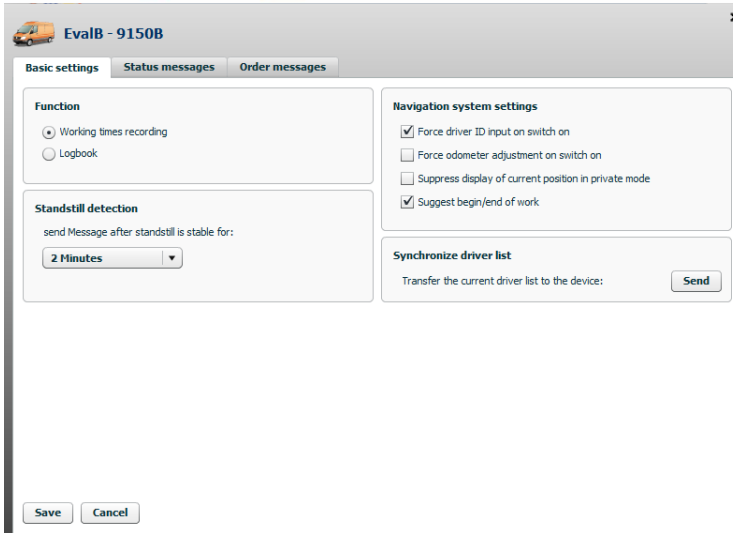 EvalB - 9150B
Basic settings
Status messages
Order messages
Function
Working times recording
Logbook
Standstill detection
send Message after standstill is stable for:
2 Minutes
Navigation system settings
Force driver ID input on switch on
Force odometer adjustment on switch on
Suppress display of current position in private mode
Suggest begin/end of work
Synchronize driver list
Transfer the current driver list to the device:
Send
Save
Cancel